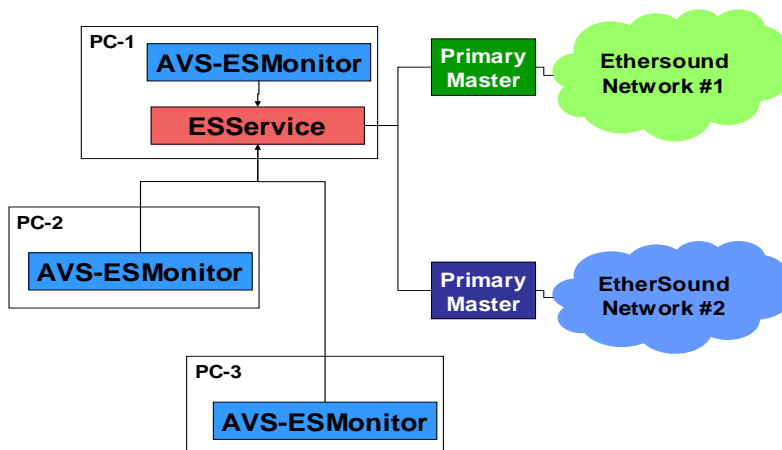 PC-1
AVS-ESMonitor
ESService
Primary
Master
Ethersound
Network #1
PC-2
AVS-ESMonitor
Primary
Master
EtherSound
Network #2
PC-3
AVS-ESMonitor